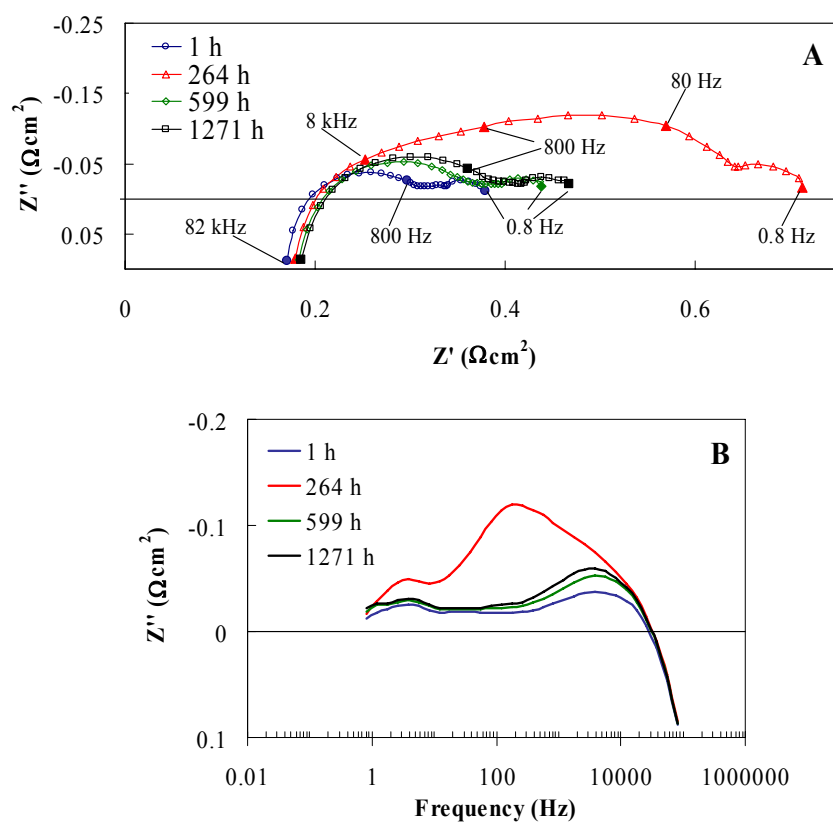 -0.25
-0.15
-0.05
0.05
Z'' (Ωcm²)
1 h
264 h
599 h
1271 h
A
8 kHz
80 Hz
800 Hz
82 kHz
800 Hz
0.8 Hz
0.8 Hz
0 0.2 0.4 0.6
Z' (Ωcm²)
-0.2
-0.1
0
0.1
Z'' (Ωcm²)
1 h
264 h
599 h
1271 h
B
0.01 1 100 10000 1000000
Frequency (Hz)